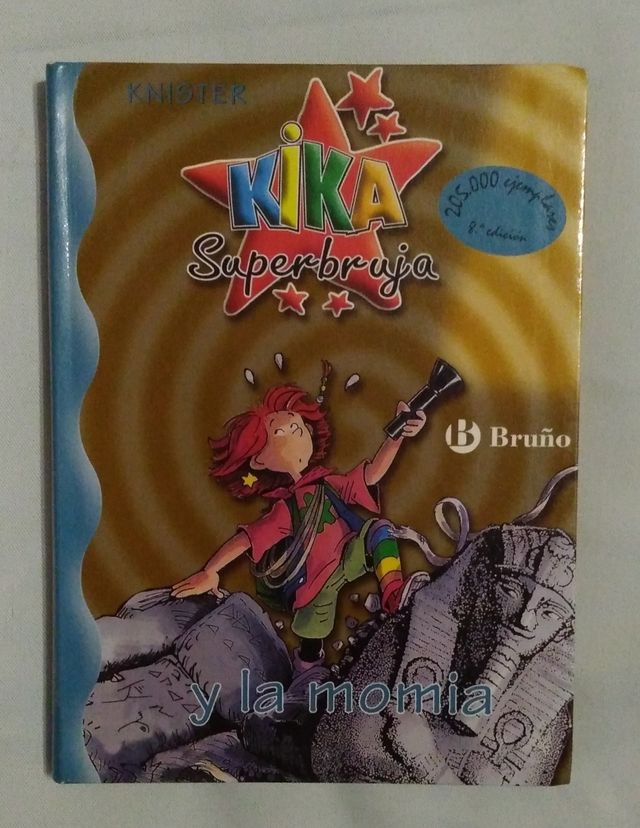 KNISTER
KiKA
Superbruja
205.000 ejemplares
8.ª edición
B Bruño
y la momia